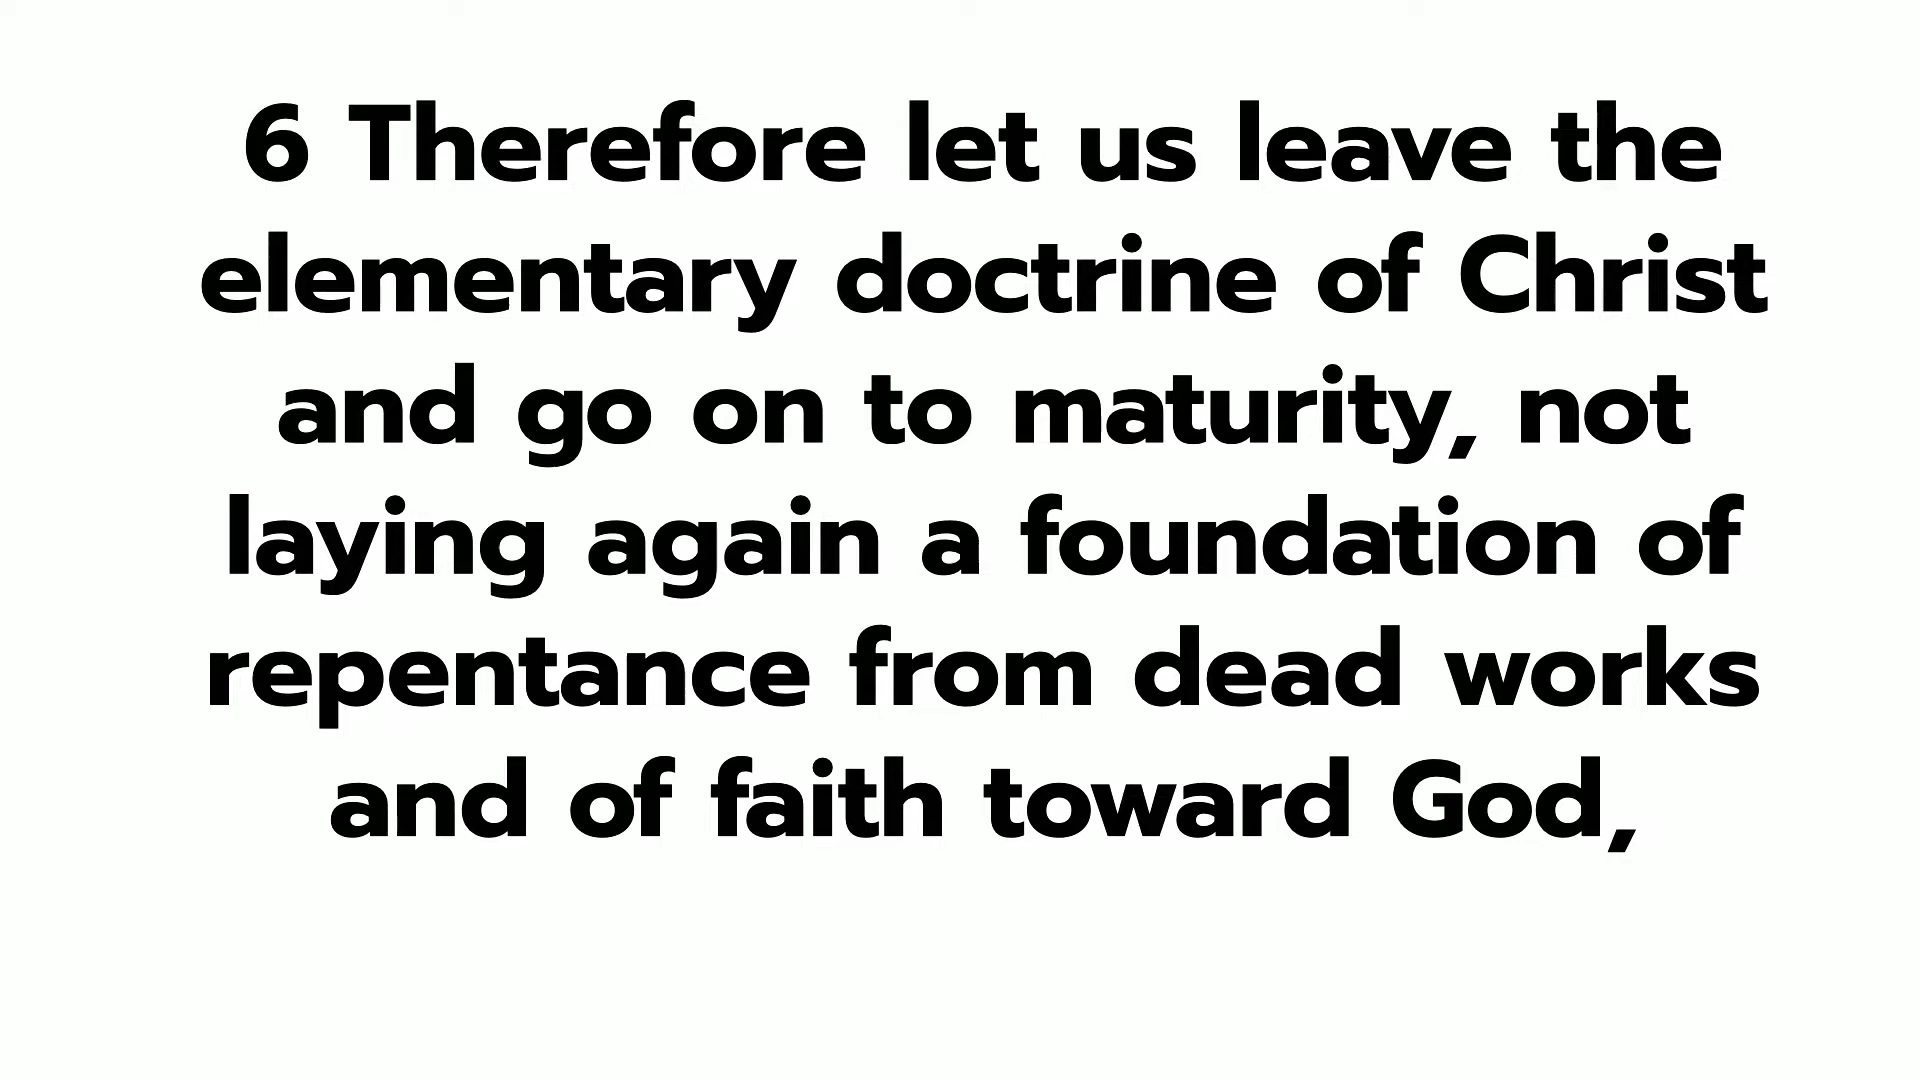 6 Therefore let us leave the
elementary doctrine of Christ
and go on to maturity, not
laying again a foundation of
repentance from dead works
and of faith toward God,